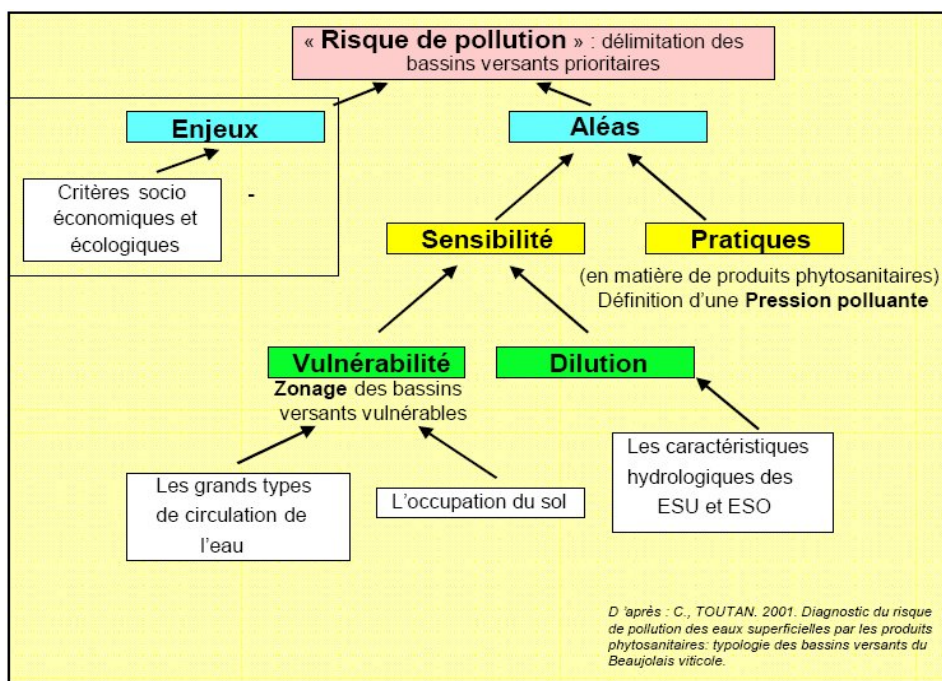 « Risque de pollution » : délimitation des
bassins versants prioritaires
Enjeux
Aléas
Critères socio
économiques et
écologiques
-
Sensibilité
Pratiques
(en matière de produits phytosanitaires)
Définition d’une Pression polluante
Vulnérabilité
Zonage des bassins
versants vulnérables
Dilution
Les grands types
de circulation de
l’eau
L’occupation du sol
Les caractéristiques
hydrologiques des
ESU et ESO
D ’après : C., TOUTAN. 2001. Diagnostic du risque
de pollution des eaux superficielles par les produits
phytosanitaires: typologie des bassins versants du
Beaujolais viticole.